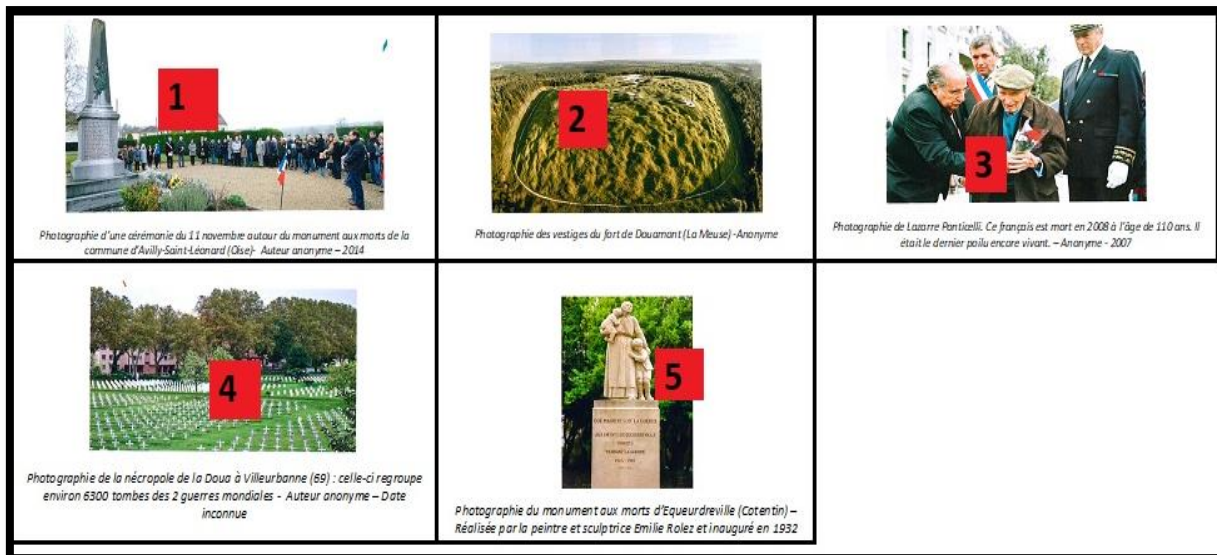 1
Photographie d'une cérémonie du 11 novembre autour du monument aux morts de la
commune d'Avilly-Saint-Léonard (Oise)- Auteur anonyme – 2014
2
Photographie des vestiges du fort de Douamont (La Meuse) -Anonyme
3
Photographie de Lazarre Ponticelli. Ce français est mort en 2008 à l'âge de 110 ans. Il
était le dernier poilu encore vivant. – Anonyme - 2007
4
Photographie de la nécropole de la Doua à Villeurbanne (69) : celle-ci regroupe
environ 6300 tombes des 2 guerres mondiales - Auteur anonyme – Date
inconnue
5
QUE MAUDITE SOIT LA GUERRE
Photographie du monument aux morts d'Equeurdreville (Cotentin) –
Réalisée par la peintre et sculptrice Emilie Rolez et inauguré en 1932